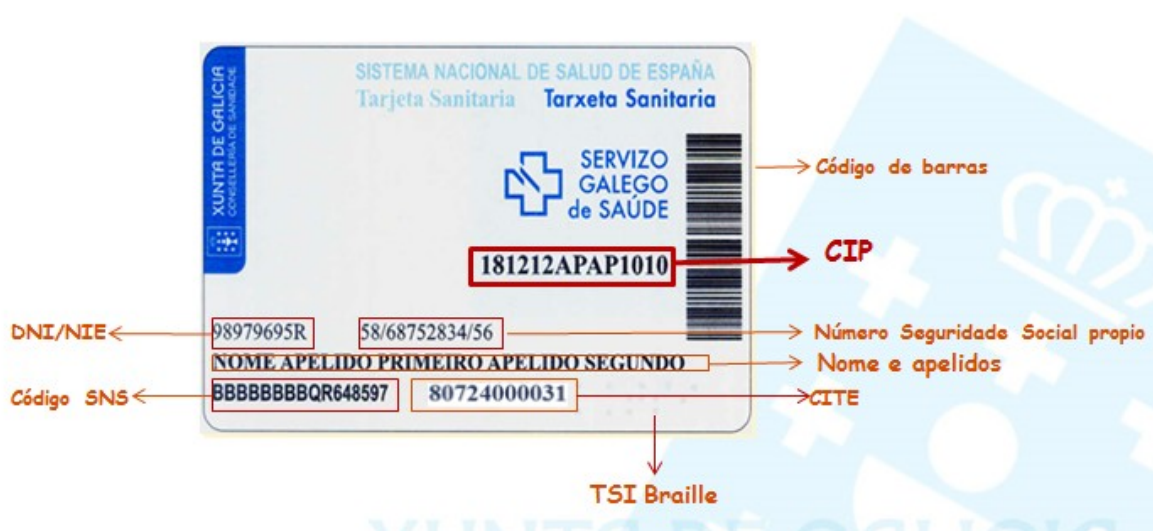 XUNTA DE GALICIA
CONSELLERÍA DE SANIDADE
SISTEMA NACIONAL DE SALUD DE ESPAÑA
Tarjeta Sanitaria Tarxeta Sanitaria
SERVIZO
GALEGO
de SAÚDE
Código de barras
181212APAP1010
CIP
DNI/NIE
98979695R
58/68752834/56
Número Seguridade Social propio
NOME APELIDO PRIMEIRO APELIDO SEGUNDO
Nome e apelidos
Código SNS
BBBBBBBBQR648597
80724000031
CITE
TSI Braille